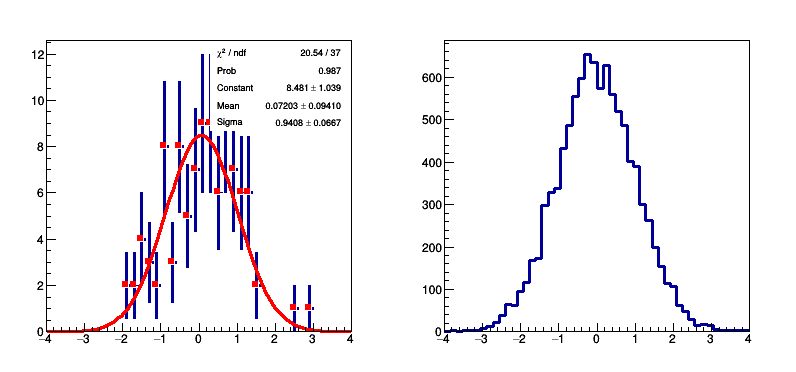 χ² / ndf 20.54 / 37
Prob 0.987
Constant 8.481 ± 1.039
Mean 0.07203 ± 0.09410
Sigma 0.9408 ± 0.0667
12
10
8
6
4
2
0
−4 −3 −2 −1 0 1 2 3 4
600
500
400
300
200
100
0
−4 −3 −2 −1 0 1 2 3 4